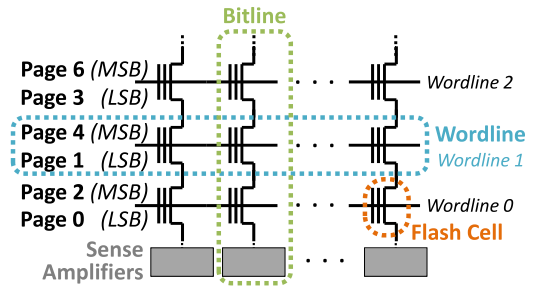 Bitline
Page 6 (MSB)
Page 3 (LSB)
Wordline 2
Page 4 (MSB)
Page 1 (LSB)
Wordline
Wordline 1
Page 2 (MSB)
Page 0 (LSB)
Wordline 0
Flash Cell
Sense
Amplifiers